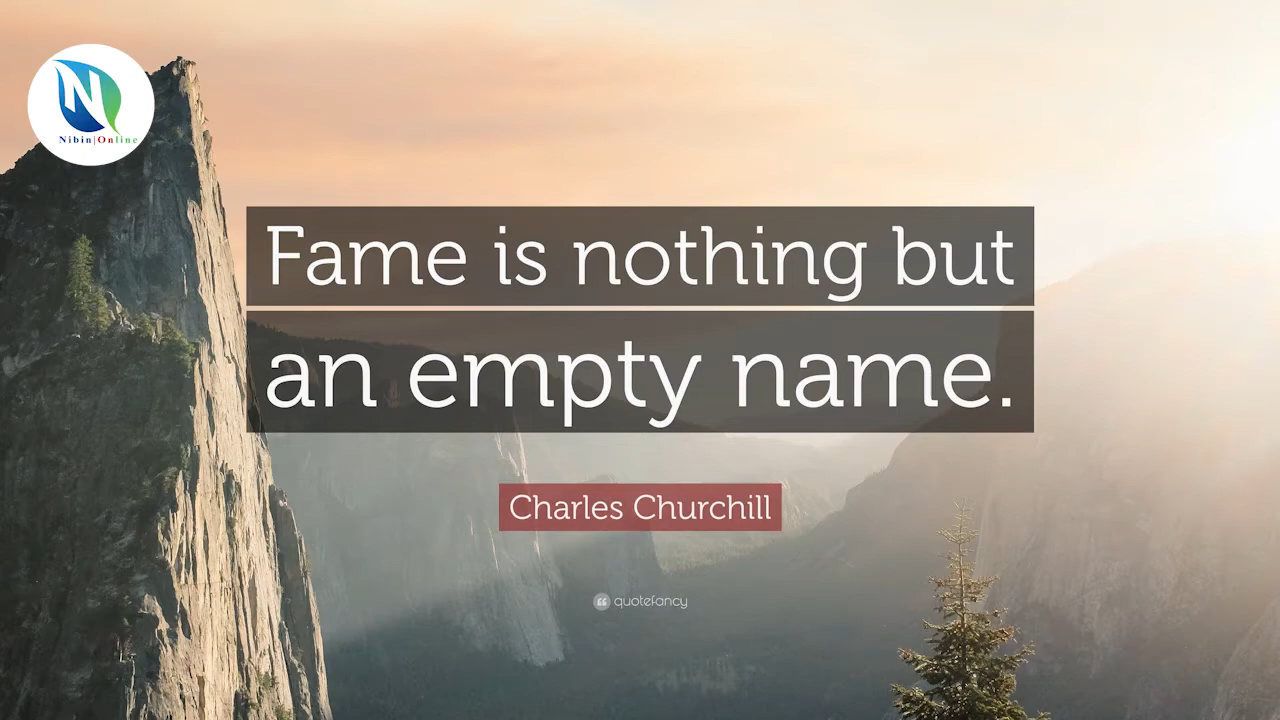 Nibin|Online
Fame is nothing but
an empty name.
Charles Churchill
quotefancy